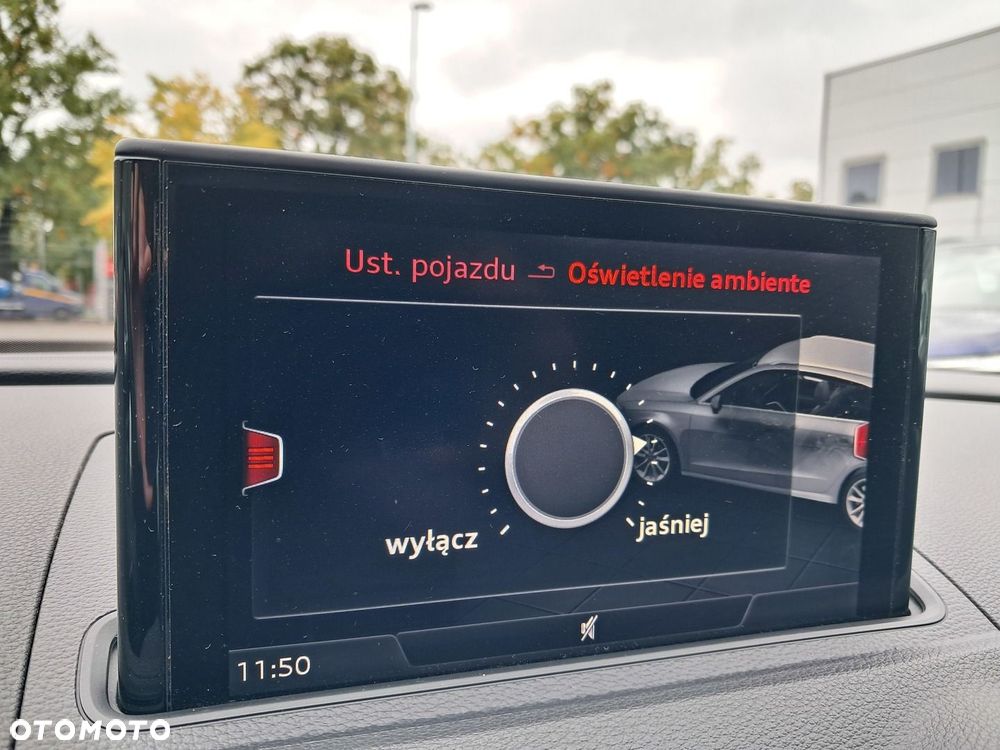 Ust. pojazdu Oświetlenie ambiente
wyłącz
jaśniej
11:50
OTOMOTO